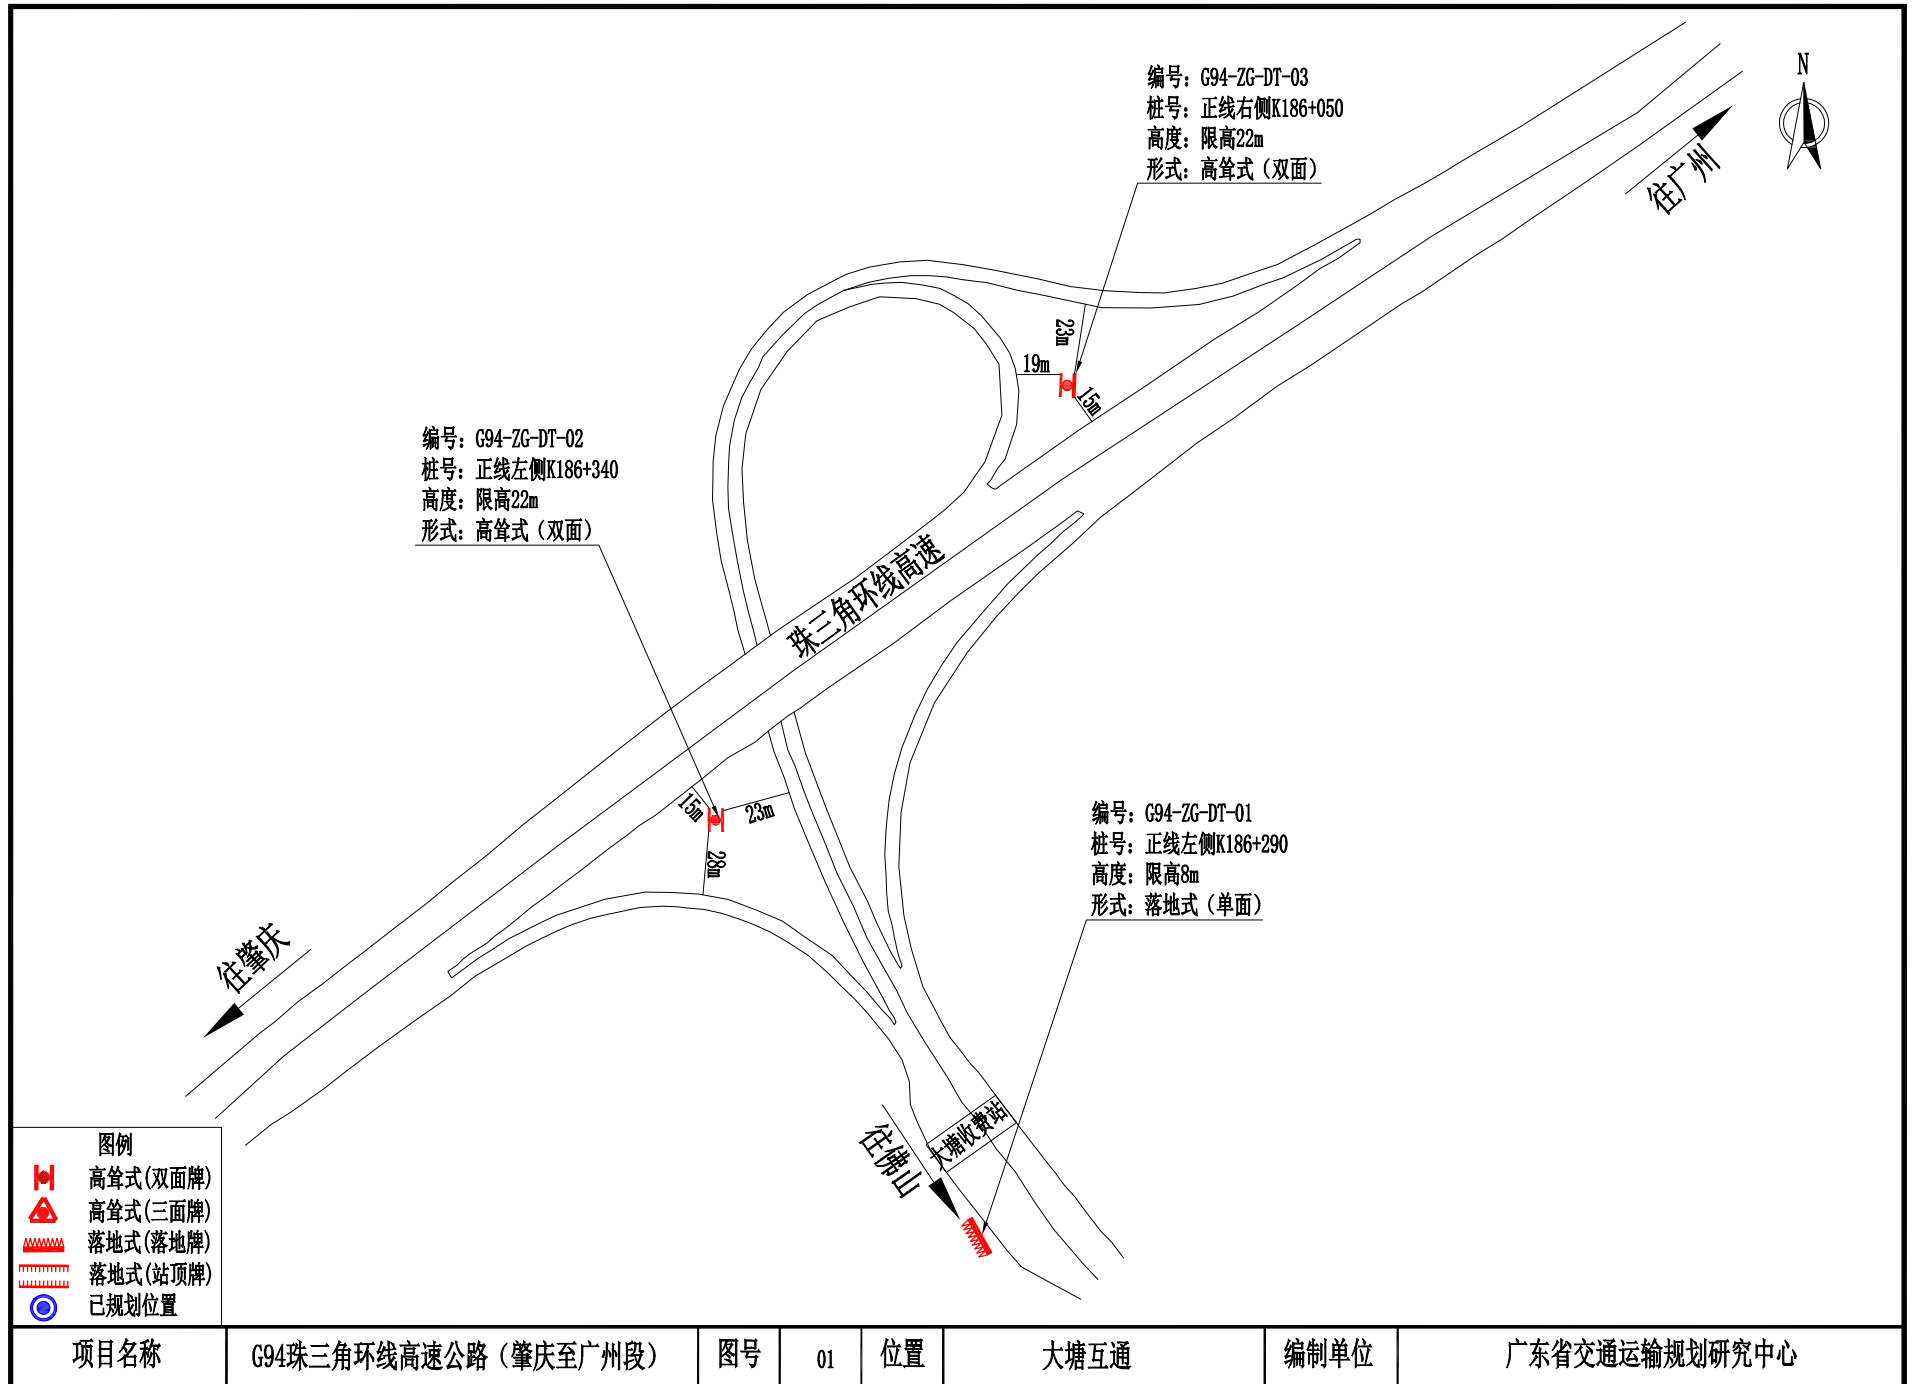 编号：G94-ZG-DT-03
桩号：正线右侧K186+050
高度：限高22m
形式：高耸式（双面）
N
往广州
23m
19m
15m
编号：G94-ZG-DT-02
桩号：正线左侧K186+340
高度：限高22m
形式：高耸式（双面）
珠三角环线高速
15m
23m
28m
编号：G94-ZG-DT-01
桩号：正线左侧K186+290
高度：限高8m
形式：落地式（单面）
往肇庆
大塘收费站
往佛山
图例
高耸式(双面牌)
高耸式(三面牌)
落地式(落地牌)
落地式(站顶牌)
已规划位置
项目名称 G94珠三角环线高速公路（肇庆至广州段） 图号 01 位置 大塘互通 编制单位 广东省交通运输规划研究中心